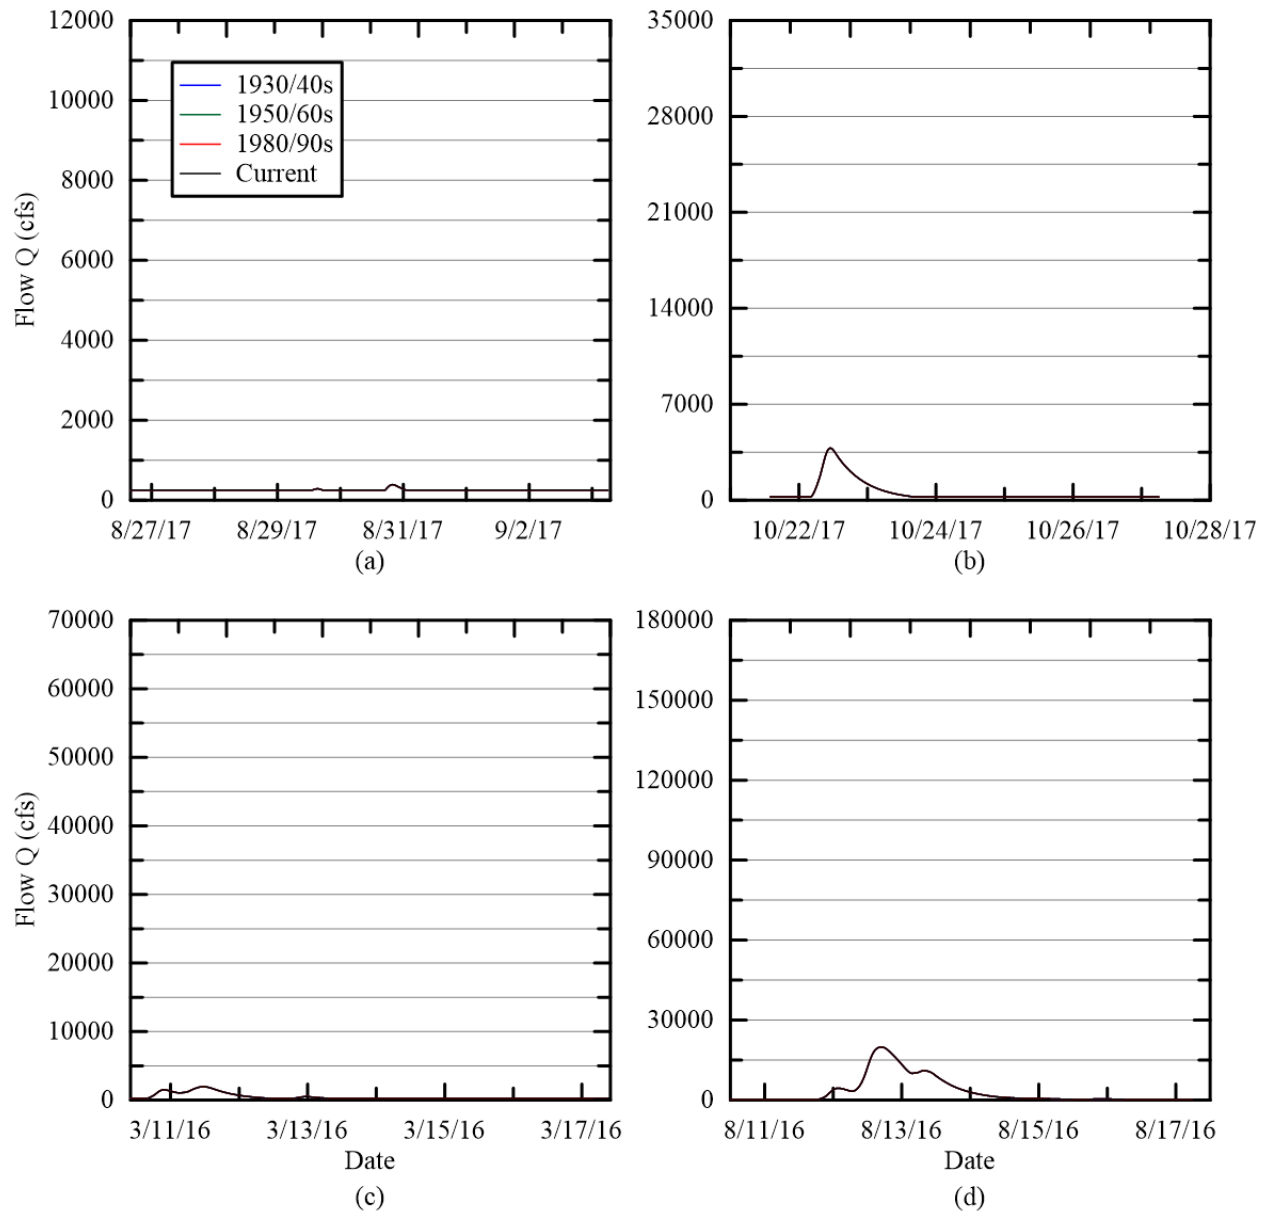 12000
10000
8000
6000
4000
2000
0
Flow Q (cfs)
1930/40s
1950/60s
1980/90s
Current
8/27/17 8/29/17 8/31/17 9/2/17
(a)
35000
28000
21000
14000
7000
0
10/22/17 10/24/17 10/26/17 10/28/17
(b)
70000
60000
50000
40000
30000
20000
10000
0
Flow Q (cfs)
3/11/16 3/13/16 3/15/16 3/17/16
Date
(c)
180000
150000
120000
90000
60000
30000
0
8/11/16 8/13/16 8/15/16 8/17/16
Date
(d)